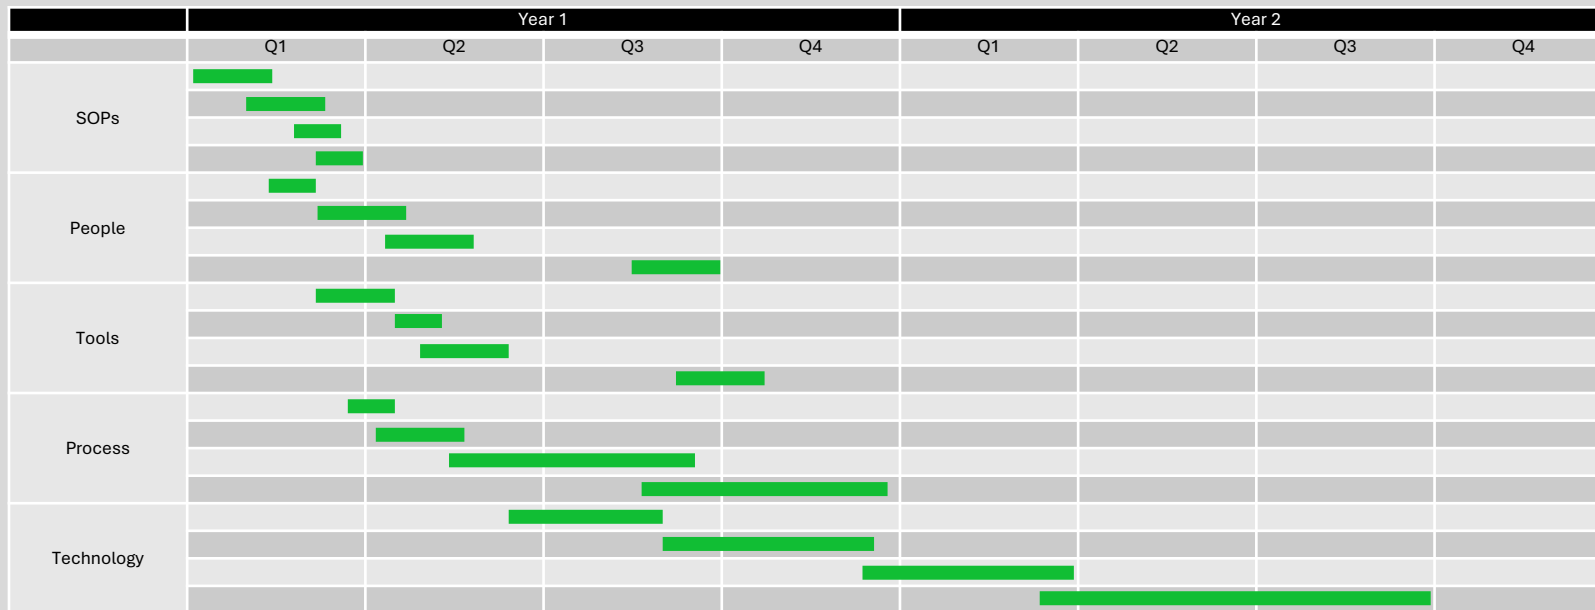 Year 1 Year 2
Q1 Q2 Q3 Q4 Q1 Q2 Q3 Q4
SOPs
People
Tools
Process
Technology